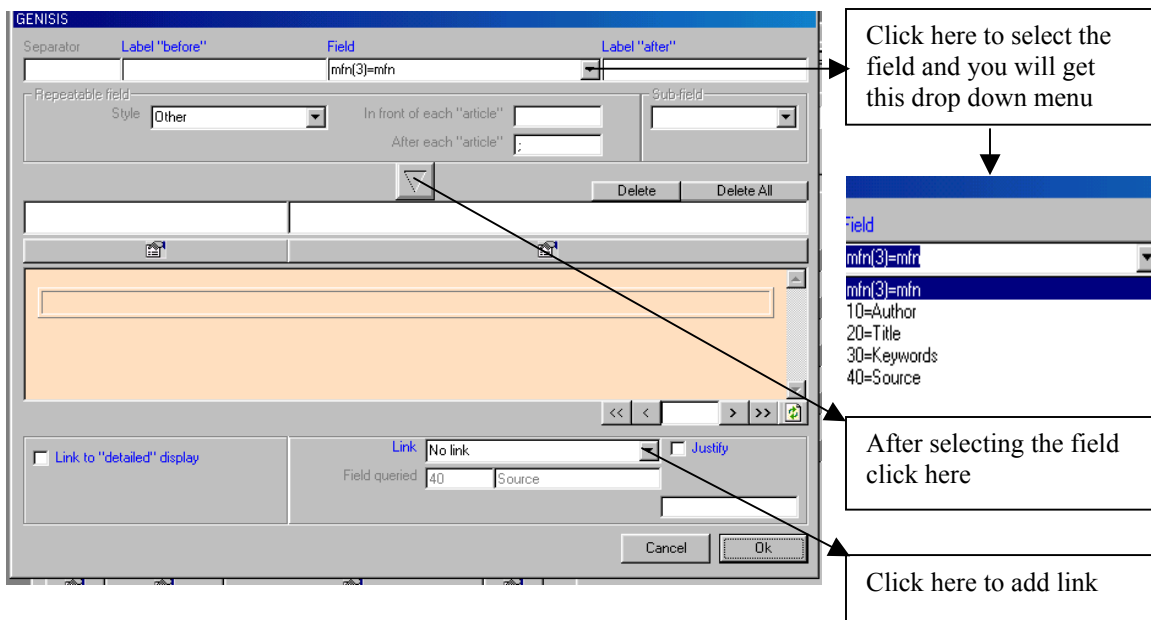 GENISIS
Separator Label "before" Field Label "after"
mfn(3)=mfn
Repeatable field Sub-field
Style Other In front of each "article"
After each "article" ;
Delete Delete All
<< < > >>
Link to "detailed" display
Link No link Justify
Field queried 40 Source
Cancel Ok
Click here to select the
field and you will get
this drop down menu
Field
mfn(3)=mfn
mfn(3)=mfn
10=Author
20=Title
30=Keywords
40=Source
After selecting the field
click here
Click here to add link